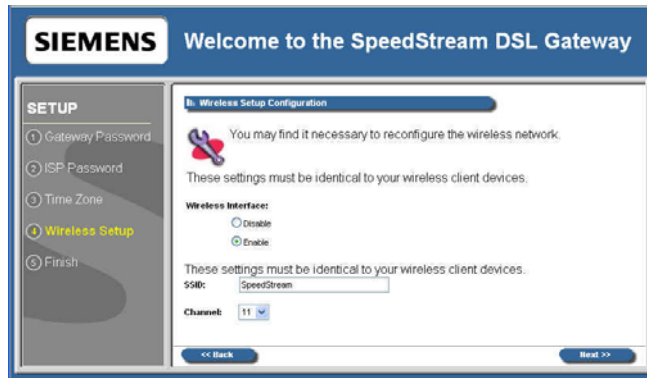 SIEMENS
Welcome to the SpeedStream DSL Gateway
SETUP
1 Gateway Password
2 ISP Password
3 Time Zone
4 Wireless Setup
5 Finish
Wireless Setup Configuration
You may find it necessary to reconfigure the wireless network.
These settings must be identical to your wireless client devices.
Wireless Interface:
Disable
Enable
These settings must be identical to your wireless client devices.
SSID: SpeedStream
Channel: 11
<< Back
Next >>